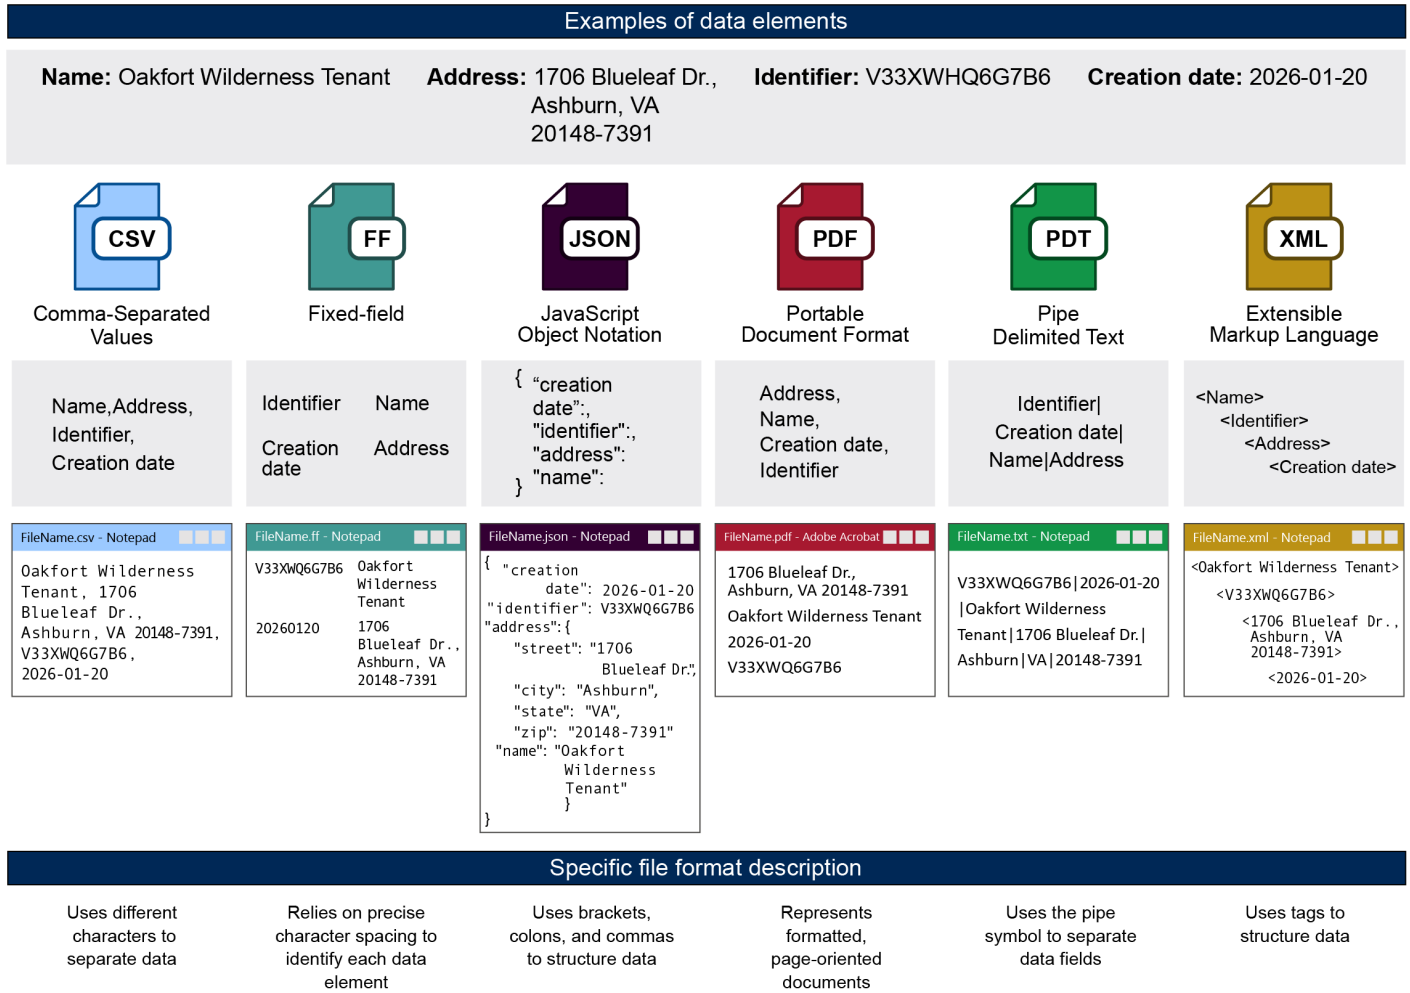 Examples of data elements
Name: Oakfort Wilderness Tenant
Address: 1706 Blueleaf Dr.,
Ashburn, VA
20148-7391
Identifier: V33XWHQ6G7B6
Creation date: 2026-01-20
CSV
Comma-Separated
Values
FF
Fixed-field
JSON
JavaScript
Object Notation
PDF
Portable
Document Format
PDT
Pipe
Delimited Text
XML
Extensible
Markup Language
Name,Address,
Identifier,
Creation date
Identifier Name
Creation
date
Address
{ “creation
date”:,
"identifier":,
"address":
"name":
}
Address,
Name,
Creation date,
Identifier
Identifier|
Creation date|
Name|Address
<Name>
<Identifier>
<Address>
<Creation date>
FileName.csv - Notepad
Oakfort Wilderness
Tenant, 1706
Blueleaf Dr.,
Ashburn, VA 20148-7391,
V33XWQ6G7B6,
2026-01-20
FileName.ff - Notepad
V33XWQ6G7B6
Oakfort
Wilderness
Tenant
20260120
1706
Blueleaf Dr.,
Ashburn, VA
20148-7391
FileName.json - Notepad
{ "creation
date": 2026-01-20
"identifier": V33XWQ6G7B6
"address":{
"street": "1706
Blueleaf Dr.",
"city": "Ashburn",
"state": "VA",
"zip": "20148-7391"
"name": "Oakfort
Wilderness
Tenant"
}
}
FileName.pdf - Adobe Acrobat
1706 Blueleaf Dr.,
Ashburn, VA 20148-7391
Oakfort Wilderness Tenant
2026-01-20
V33XWQ6G7B6
FileName.txt - Notepad
V33XWQ6G7B6|2026-01-20
|Oakfort Wilderness
Tenant|1706 Blueleaf Dr.|
Ashburn|VA|20148-7391
FileName.xml - Notepad
<Oakfort Wilderness Tenant>
<V33XWQ6G7B6>
<1706 Blueleaf Dr.,
Ashburn, VA
20148-7391>
<2026-01-20>
Specific file format description
Uses different
characters to
separate data
Relies on precise
character spacing to
identify each data
element
Uses brackets,
colons, and commas
to structure data
Represents
formatted,
page-oriented
documents
Uses the pipe
symbol to separate
data fields
Uses tags to
structure data